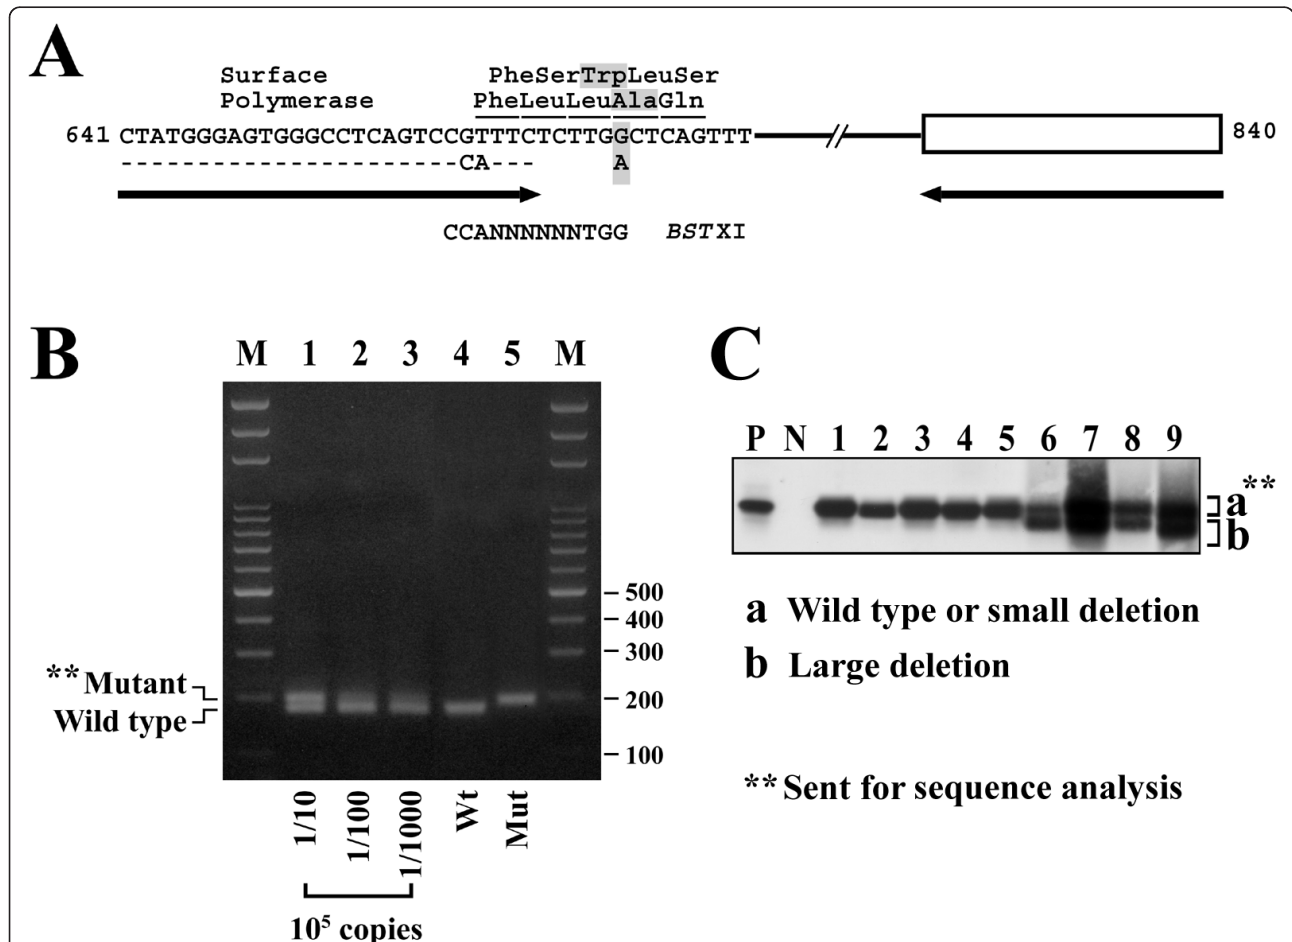 A
Surface PheSerTrpLeuSer
Polymerase PheLeuLeuAlaGln
641 CTATGGGAGTGGGCCTCAGTCCGTTTCTCTTGGCTCAGTTT 840
----------------------CA--- A
CCANNNNNNTGG BSTXI
B
M 1 2 3 4 5 M
500
400
300
200
100
**Mutant
Wild type
1/10 1/100 1/1000 Wt Mut
10⁵ copies
C
P N 1 2 3 4 5 6 7 8 9
a**
b
a Wild type or small deletion
b Large deletion
**Sent for sequence analysis